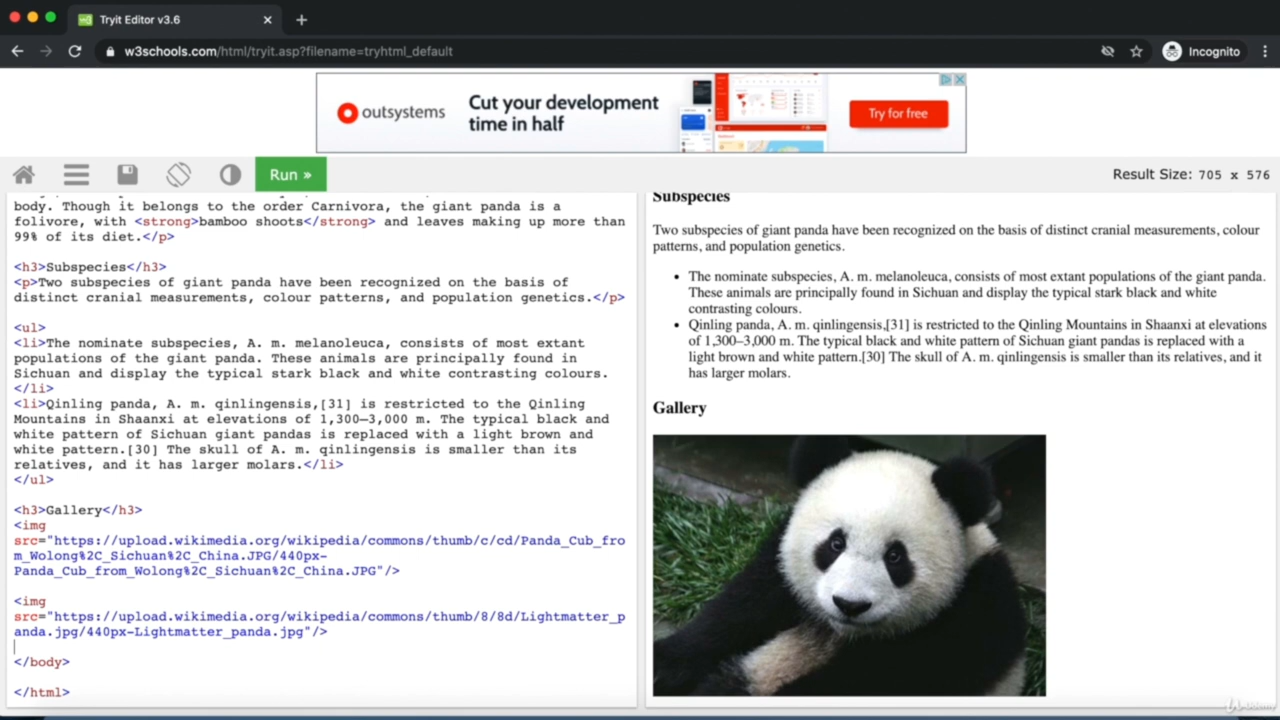 Tryit Editor v3.6
w3schools.com/html/tryit.asp?filename=tryhtml_default
Incognito
outsystems
Cut your development
time in half
Try for free
Run »
Result Size: 705 x 576
body. Though it belongs to the order Carnivora, the giant panda is a
folivore, with <strong>bamboo shoots</strong> and leaves making up more than
99% of its diet.</p>
<h3>Subspecies</h3>
<p>Two subspecies of giant panda have been recognized on the basis of
distinct cranial measurements, colour patterns, and population genetics.</p>
<ul>
<li>The nominate subspecies, A. m. melanoleuca, consists of most extant
populations of the giant panda. These animals are principally found in
Sichuan and display the typical stark black and white contrasting colours.
</li>
<li>Qinling panda, A. m. qinlingensis,[31] is restricted to the Qinling
Mountains in Shaanxi at elevations of 1,300–3,000 m. The typical black and
white pattern of Sichuan giant pandas is replaced with a light brown and
white pattern.[30] The skull of A. m. qinlingensis is smaller than its
relatives, and it has larger molars.</li>
</ul>
<h3>Gallery</h3>
<img
src="https://upload.wikimedia.org/wikipedia/commons/thumb/c/cd/Panda_Cub_fro
m_Wolong%2C_Sichuan%2C_China.JPG/440px-
Panda_Cub_from_Wolong%2C_Sichuan%2C_China.JPG"/>
<img
src="https://upload.wikimedia.org/wikipedia/commons/thumb/8/8d/Lightmatter_p
anda.jpg/440px-Lightmatter_panda.jpg"/>
</body>
</html>
Subspecies
Two subspecies of giant panda have been recognized on the basis of distinct cranial measurements, colour
patterns, and population genetics.
• The nominate subspecies, A. m. melanoleuca, consists of most extant populations of the giant panda.
These animals are principally found in Sichuan and display the typical stark black and white
contrasting colours.
• Qinling panda, A. m. qinlingensis,[31] is restricted to the Qinling Mountains in Shaanxi at elevations
of 1,300–3,000 m. The typical black and white pattern of Sichuan giant pandas is replaced with a
light brown and white pattern.[30] The skull of A. m. qinlingensis is smaller than its relatives, and it
has larger molars.
Gallery
Udemy